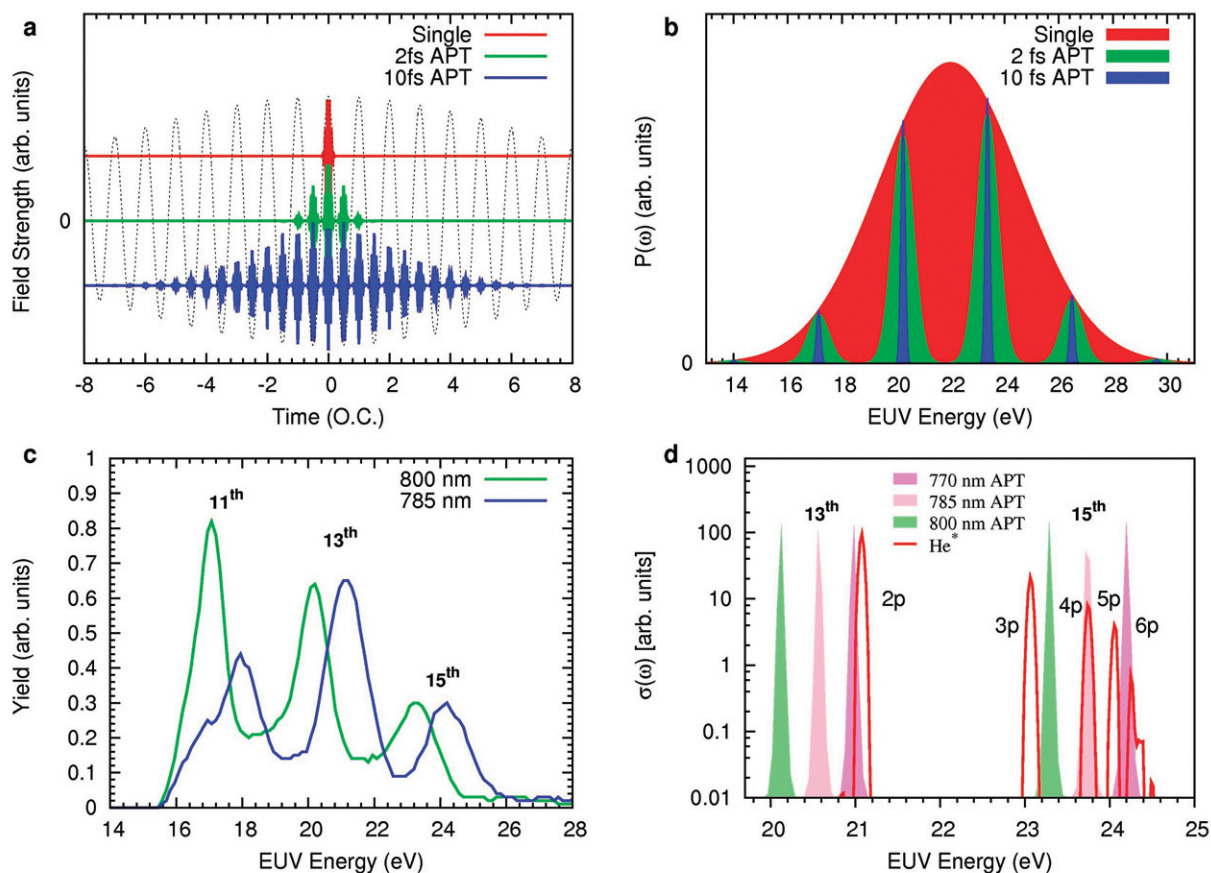 a
Single
2fs APT
10fs APT
Field Strength (arb. units)
0
-8 -6 -4 -2 0 2 4 6 8
Time (O.C.)
b
Single
2 fs APT
10 fs APT
P(ω) (arb. units)
0
14 16 18 20 22 24 26 28 30
EUV Energy (eV)
c
800 nm
785 nm
11th
13th
15th
Yield (arb. units)
1
0.9
0.8
0.7
0.6
0.5
0.4
0.3
0.2
0.1
0
14 16 18 20 22 24 26 28
EUV Energy (eV)
d
770 nm APT
785 nm APT
800 nm APT
He*
13th
15th
2p
3p
4p
5p
6p
σ(ω) [arb. units]
1000
100
10
1
0.1
0.01
20 21 22 23 24 25
EUV Energy (eV)